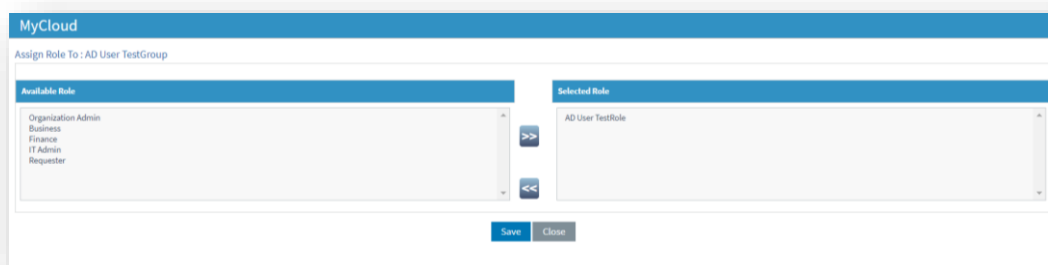 MyCloud
Assign Role To : AD User TestGroup
Available Role
Selected Role
Organization Admin
Business
Finance
IT Admin
Requester
AD User TestRole
>>
<<
Save
Close